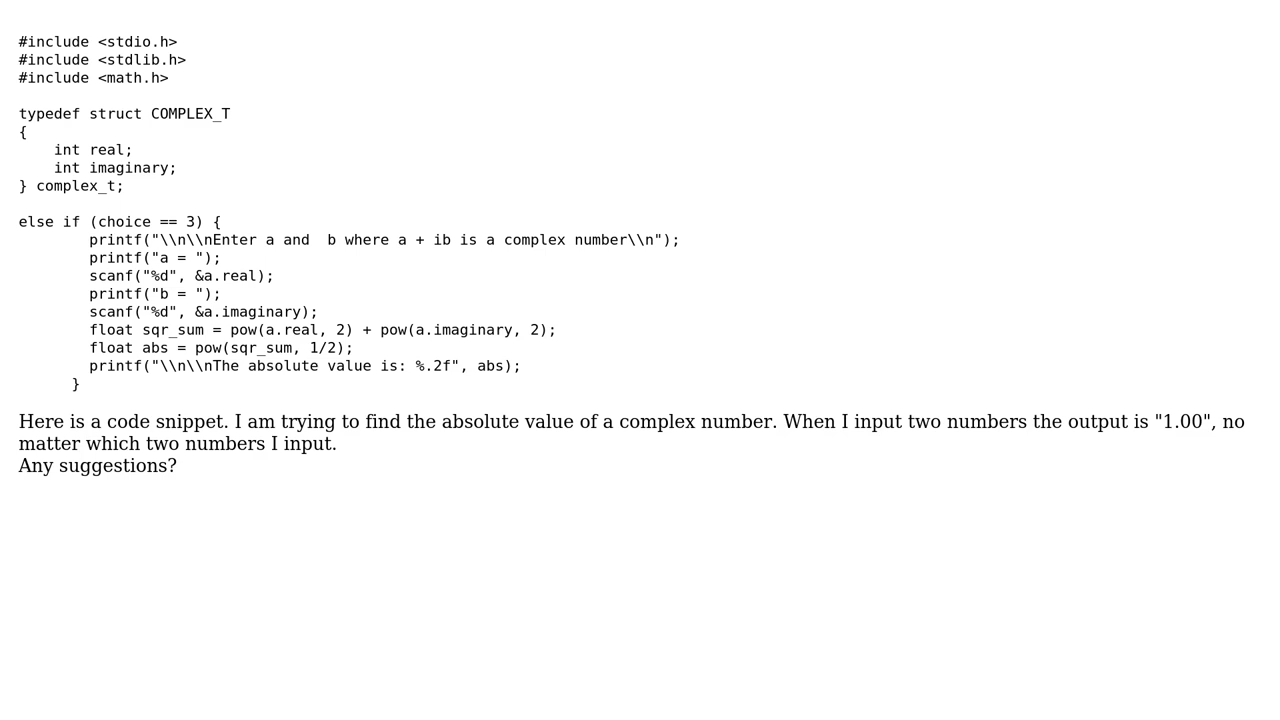 #include <stdio.h>
#include <stdlib.h>
#include <math.h>
typedef struct COMPLEX_T
{
    int real;
    int imaginary;
} complex_t;
else if (choice == 3) {
        printf("\\n\\nEnter a and  b where a + ib is a complex number\\n");
        printf("a = ");
        scanf("%d", &a.real);
        printf("b = ");
        scanf("%d", &a.imaginary);
        float sqr_sum = pow(a.real, 2) + pow(a.imaginary, 2);
        float abs = pow(sqr_sum, 1/2);
        printf("\\n\\nThe absolute value is: %.2f", abs);
      }
Here is a code snippet. I am trying to find the absolute value of a complex number. When I input two numbers the output is "1.00", no
matter which two numbers I input.
Any suggestions?